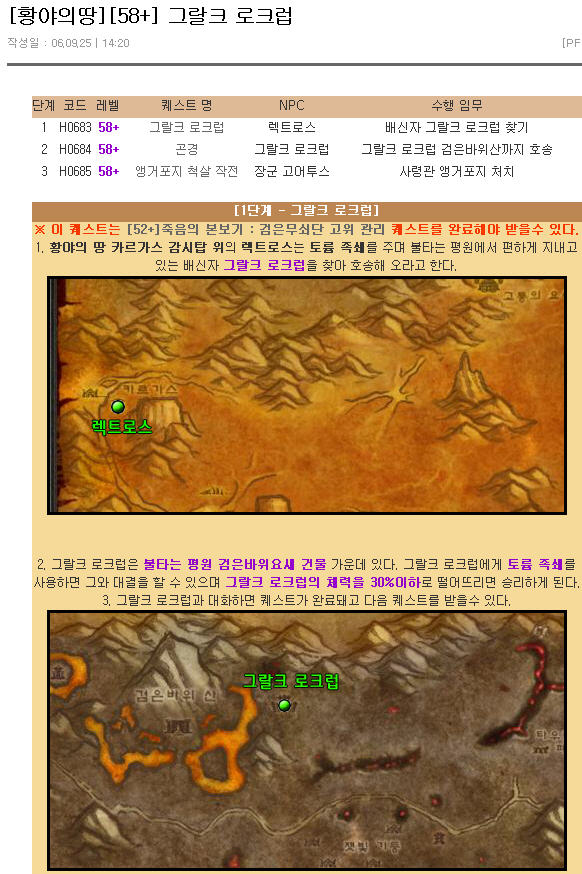 [황야의땅][58+] 그랄크 로크럽
작성일 : 06.09.25 | 14:20 [PF
단계 코드 레벨 퀘스트 명 NPC 수행 임무
1 H0683 58+ 그랄크 로크럽 렉트로스 배신자 그랄크 로크럽 찾기
2 H0684 58+ 곤경 그랄크 로크럽 그랄크 로크럽 검은바위산까지 호송
3 H0685 58+ 앵거포지 척살 작전 장군 고어투스 사령관 앵거포지 처치
[1단계 - 그랄크 로크럽]
※ 이 퀘스트는 [52+]죽음의 본보기 : 검은무쇠단 고위 관리 퀘스트를 완료해야 받을수 있다.
1. 황야의 땅 카르가스 감시탑 위의 렉트로스는 토륨 족쇄를 주며 불타는 평원에서 편하게 지내고
있는 배신자 그랄크 로크럽을 찾아 호송해 오라고 한다.
고통의 요
카르가스
렉트로스
2. 그랄크 로크럽은 불타는 평원 검은바위요새 건물 가운데 있다. 그랄크 로크럽에게 토륨 족쇄를
사용하면 그와 대결을 할 수 있으며 그랄크 로크럽의 체력을 30%이하로 떨어뜨리면 승리하게 된다.
3. 그랄크 로크럽과 대화하면 퀘스트가 완료돼고 다음 퀘스트를 받을수 있다.
그랄크 로크럽
검은바위 산
타우
잿빛 기둥